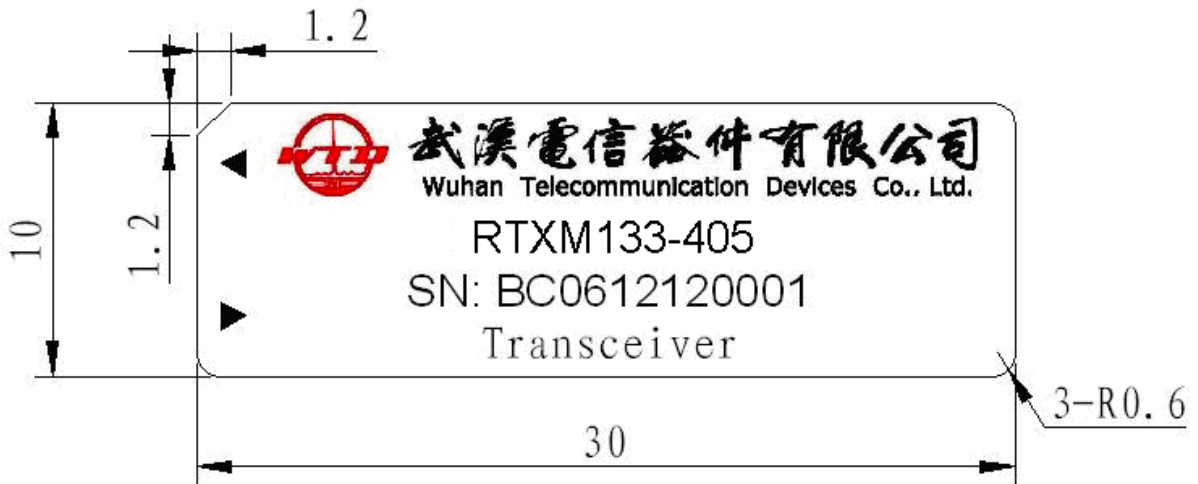 1.2
WTD
武漢電信器件有限公司
Wuhan Telecommunication Devices Co., Ltd.
10
1.2
RTXM133-405
SN: BC0612120001
Transceiver
3-R0.6
30